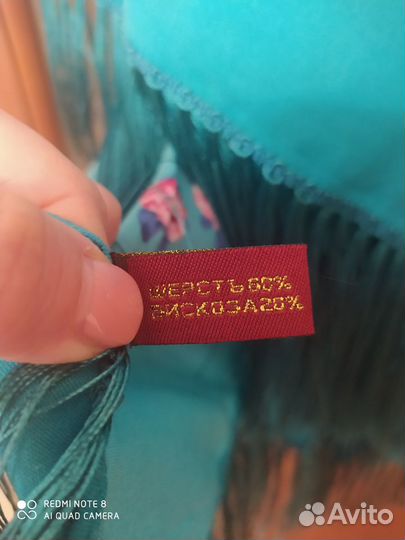 ШЕРСТЬ 80%
ВИСКОЗА 20%
REDMI NOTE 8
AI QUAD CAMERA
Avito